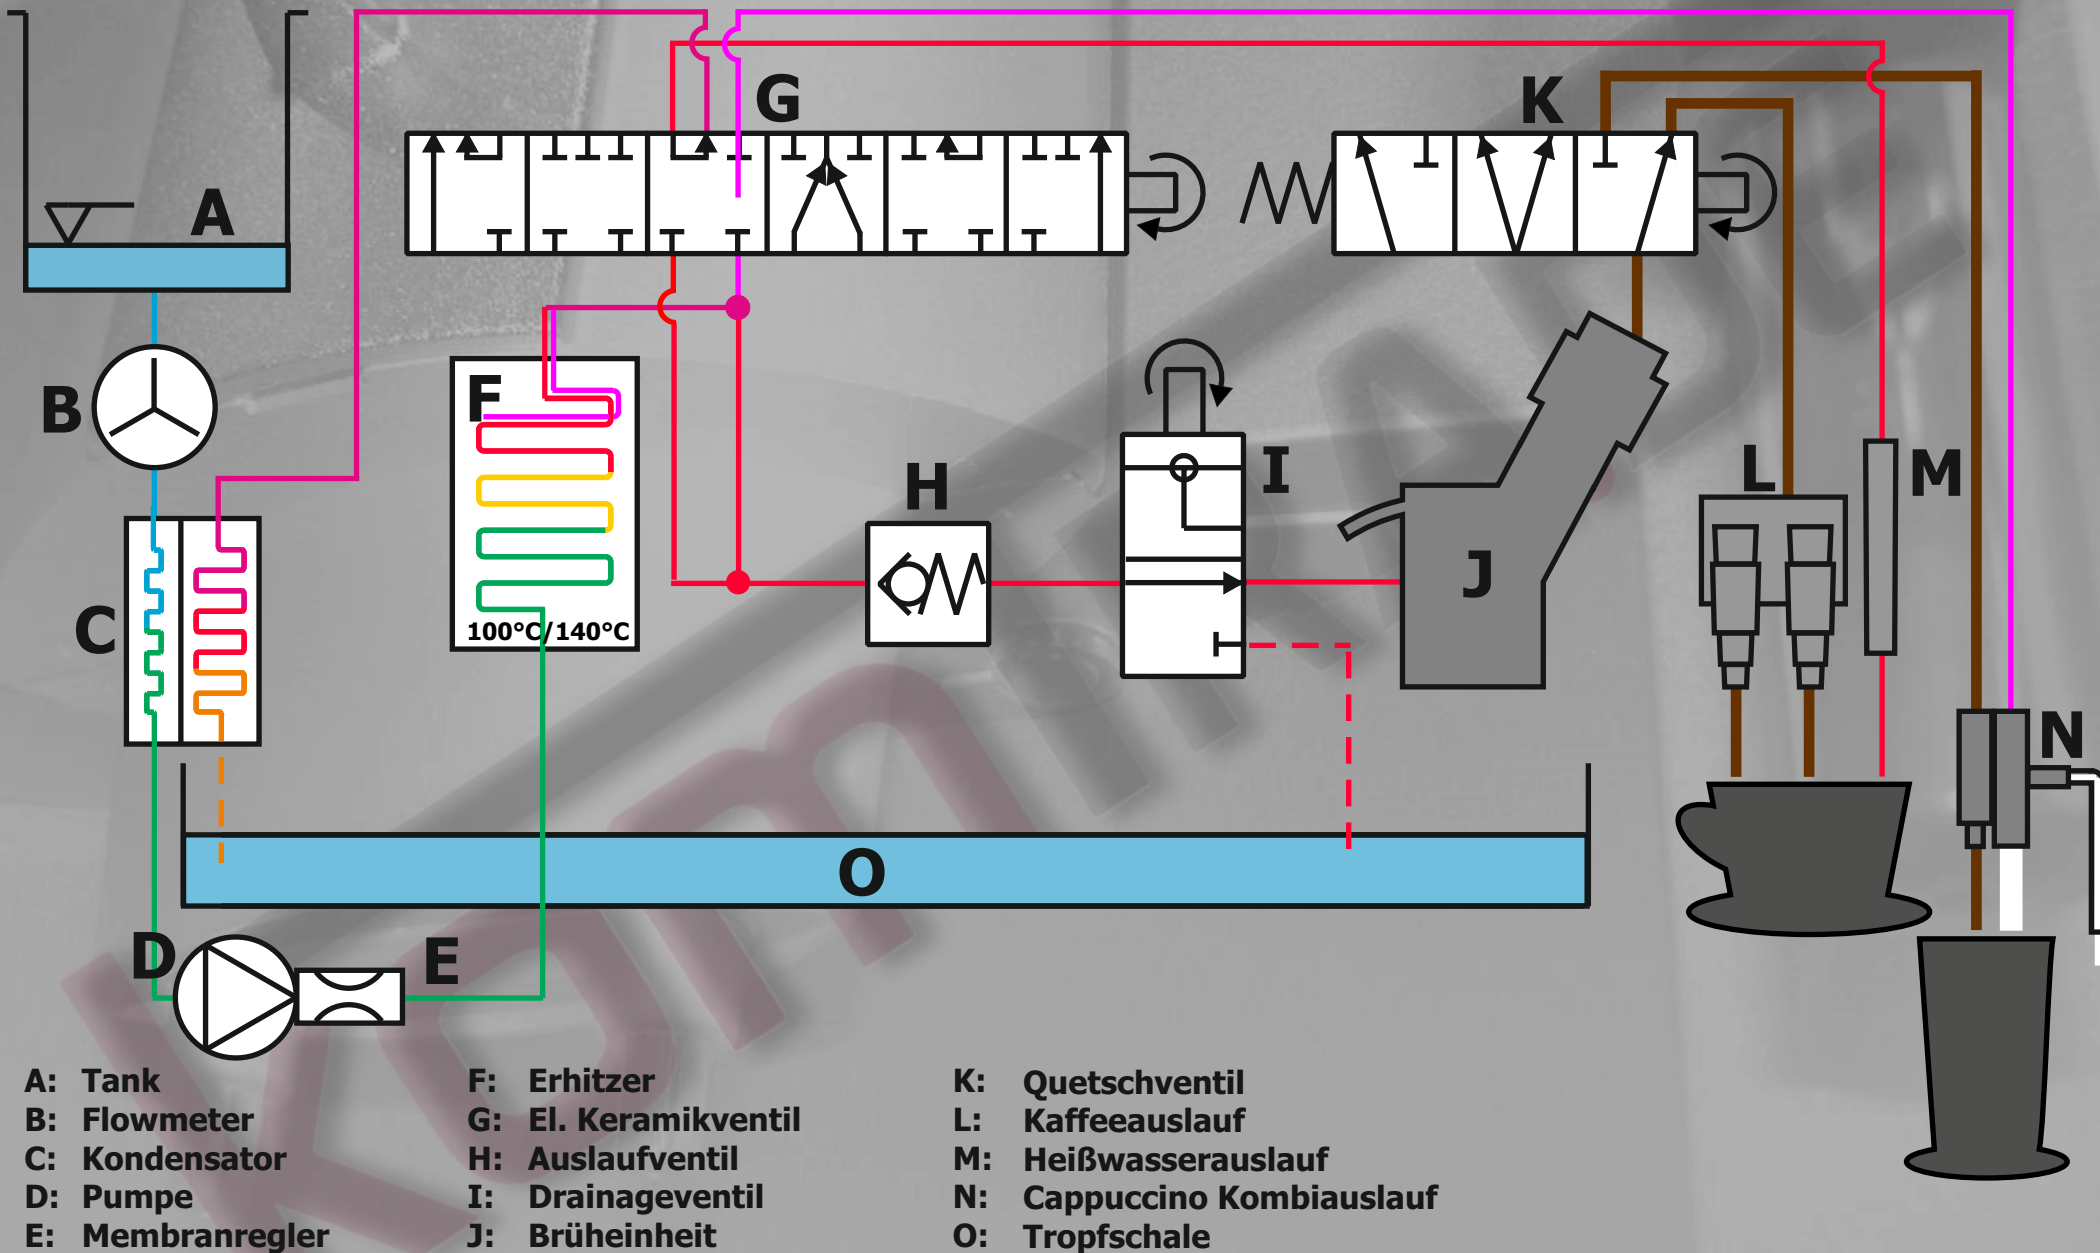 G
K
A
B
F
H
I
L
M
C
J
100°C/140°C
N
O
D
E
A: Tank
B: Flowmeter
C: Kondensator
D: Pumpe
E: Membranregler
F: Erhitzer
G: El. Keramikventil
H: Auslaufventil
I: Drainageventil
J: Brüheinheit
K: Quetschventil
L: Kaffeeauslauf
M: Heißwasserauslauf
N: Cappuccino Kombiauslauf
O: Tropfschale